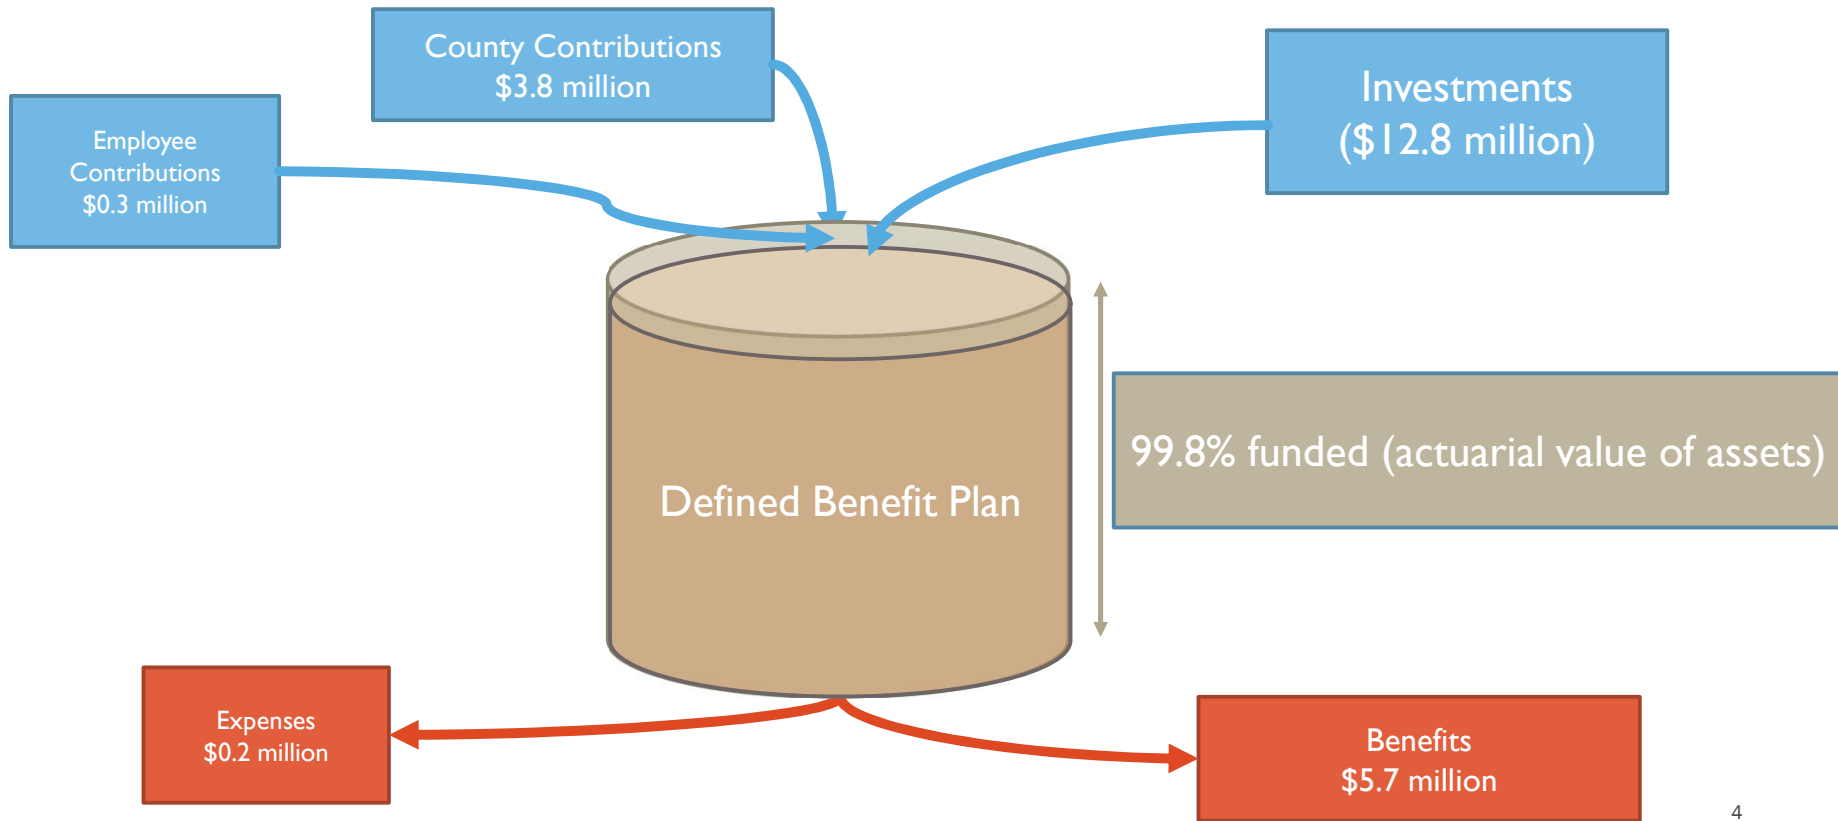 County Contributions
$3.8 million
Investments
($12.8 million)
Employee
Contributions
$0.3 million
99.8% funded (actuarial value of assets)
Defined Benefit Plan
Expenses
$0.2 million
Benefits
$5.7 million
4